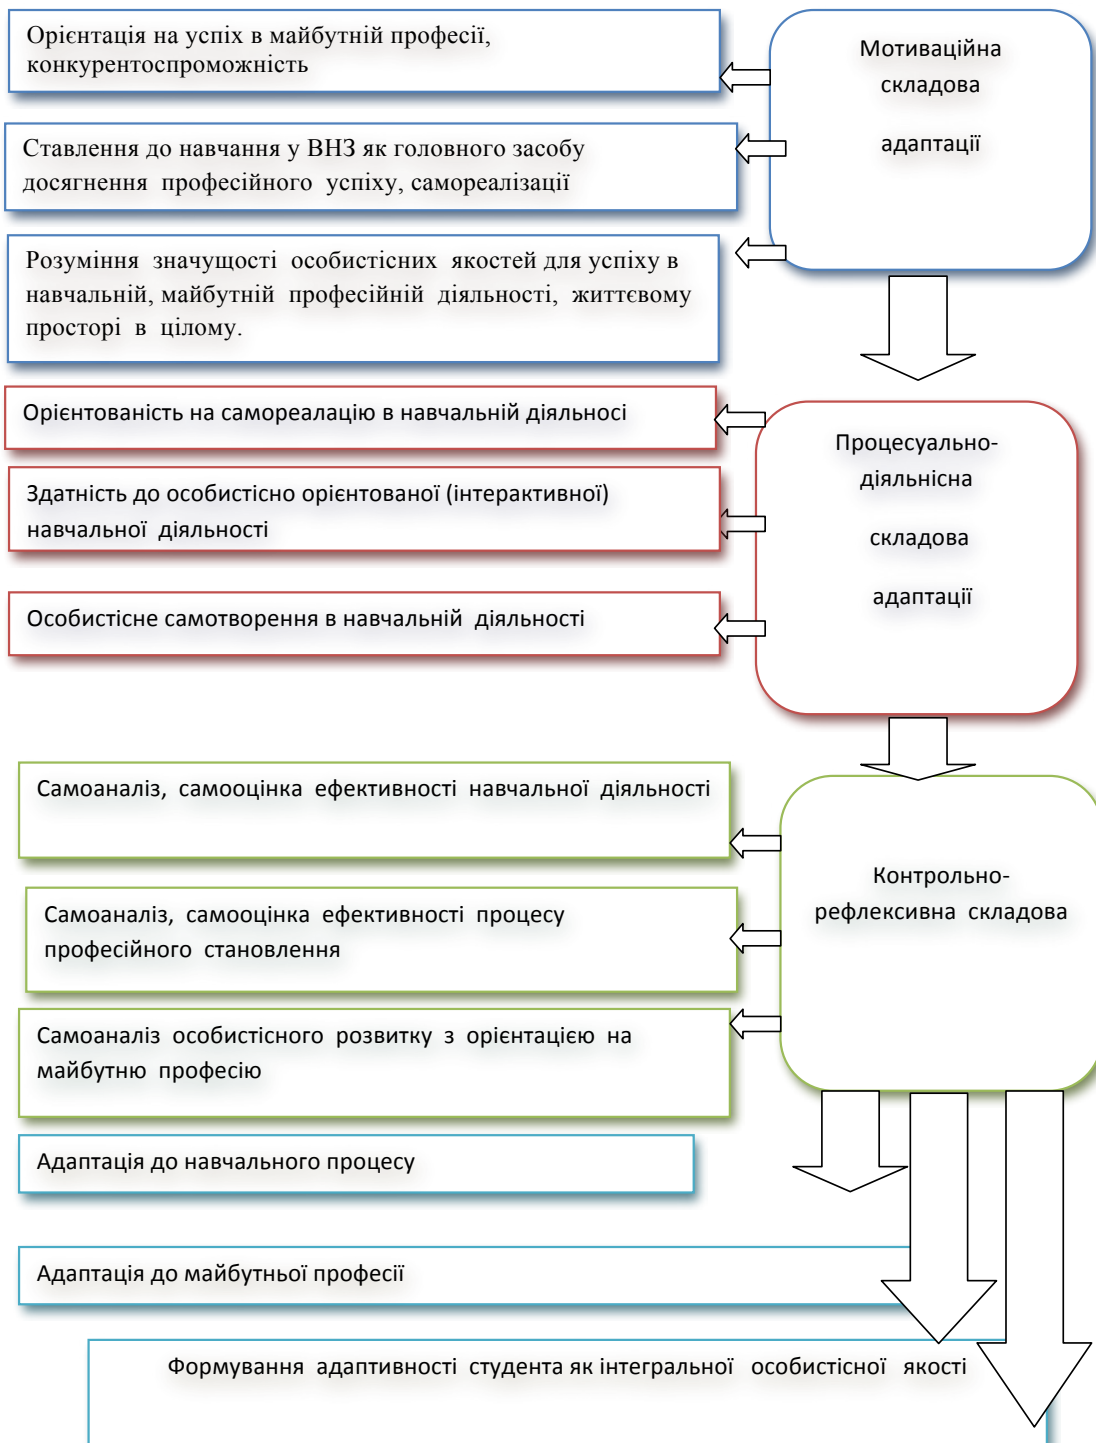 Орієнтація на успіх в майбутній професії,
конкурентоспроможність
Мотиваційна
складова
адаптації
Ставлення до навчання у ВНЗ як головного засобу
досягнення професійного успіху, самореалізації
Розуміння значущості особистісних якостей для успіху в
навчальній, майбутній професійній діяльності, життєвому
просторі в цілому.
Орієнтованість на самореалацію в навчальній діяльносі
Процесуально-
діяльнісна
складова
адаптації
Здатність до особистісно орієнтованої (інтерактивної)
навчальної діяльності
Особистісне самотворення в навчальній діяльності
Самоаналіз, самооцінка ефективності навчальної діяльності
Контрольно-
рефлексивна складова
Самоаналіз, самооцінка ефективності процесу
професійного становлення
Самоаналіз особистісного розвитку з орієнтацією на
майбутню професію
Адаптація до навчального процесу
Адаптація до майбутньої професії
Формування адаптивності студента як інтегральної особистісної якості